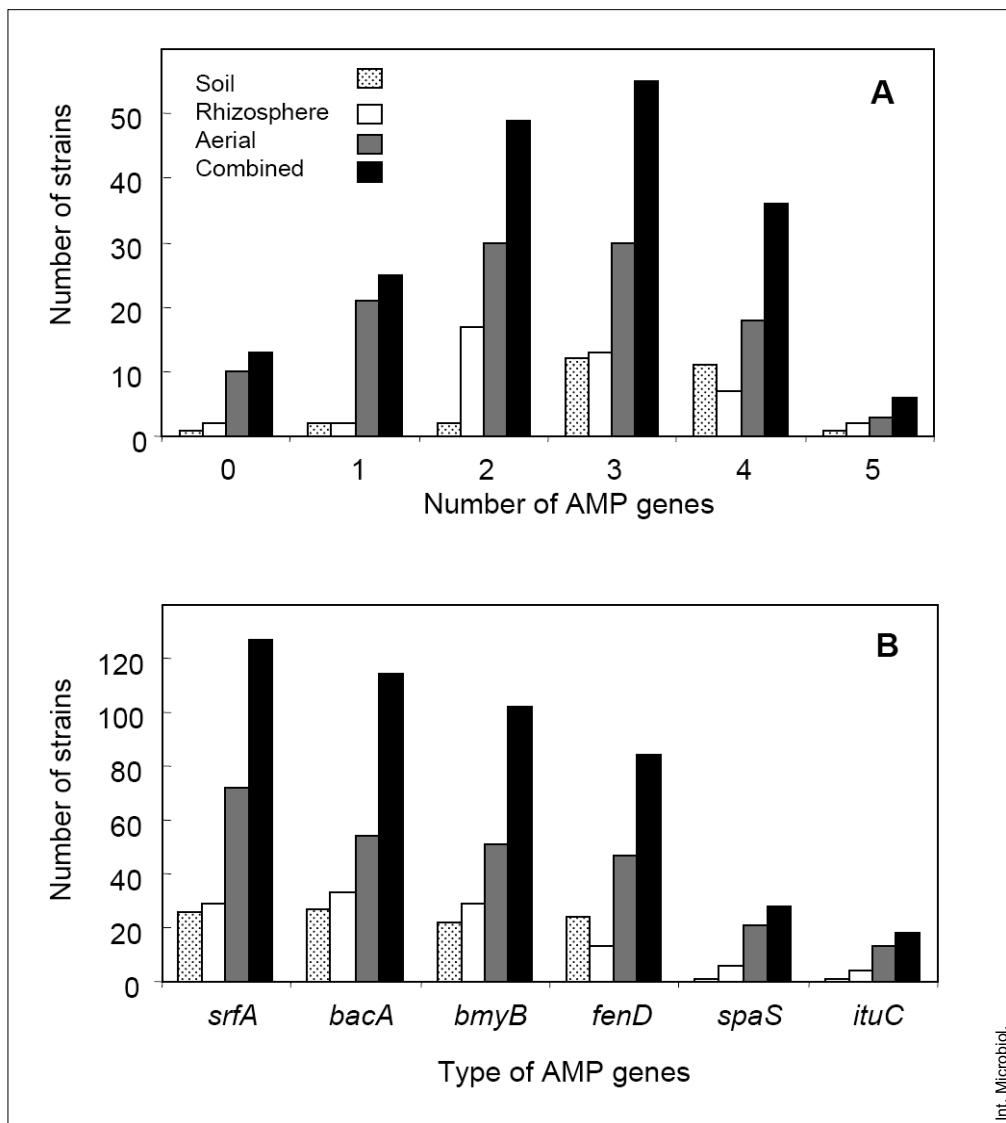 Soil
Rhizosphere
Aerial
Combined
A
Number of strains
50
40
30
20
10
0
0 1 2 3 4 5
Number of AMP genes
B
Number of strains
120
100
80
60
40
20
0
srfA bacA bmyB fenD spaS ituC
Type of AMP genes
Int. Microbiol.